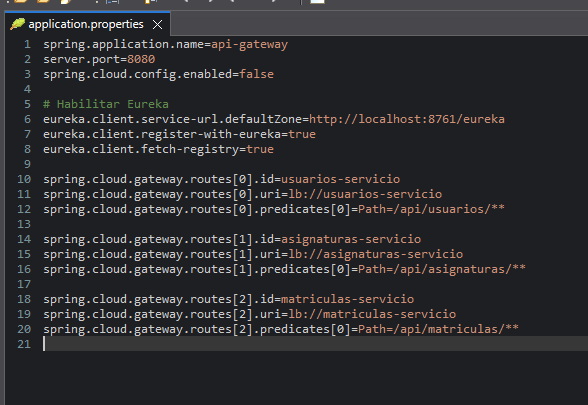 application.properties
1 spring.application.name=api-gateway
2 server.port=8080
3 spring.cloud.config.enabled=false
4
5 # Habilitar Eureka
6 eureka.client.service-url.defaultZone=http://localhost:8761/eureka
7 eureka.client.register-with-eureka=true
8 eureka.client.fetch-registry=true
9
10 spring.cloud.gateway.routes[0].id=usuarios-servicio
11 spring.cloud.gateway.routes[0].uri=lb://usuarios-servicio
12 spring.cloud.gateway.routes[0].predicates[0]=Path=/api/usuarios/**
13
14 spring.cloud.gateway.routes[1].id=asignaturas-servicio
15 spring.cloud.gateway.routes[1].uri=lb://asignaturas-servicio
16 spring.cloud.gateway.routes[1].predicates[0]=Path=/api/asignaturas/**
17
18 spring.cloud.gateway.routes[2].id=matriculas-servicio
19 spring.cloud.gateway.routes[2].uri=lb://matriculas-servicio
20 spring.cloud.gateway.routes[2].predicates[0]=Path=/api/matriculas/**
21